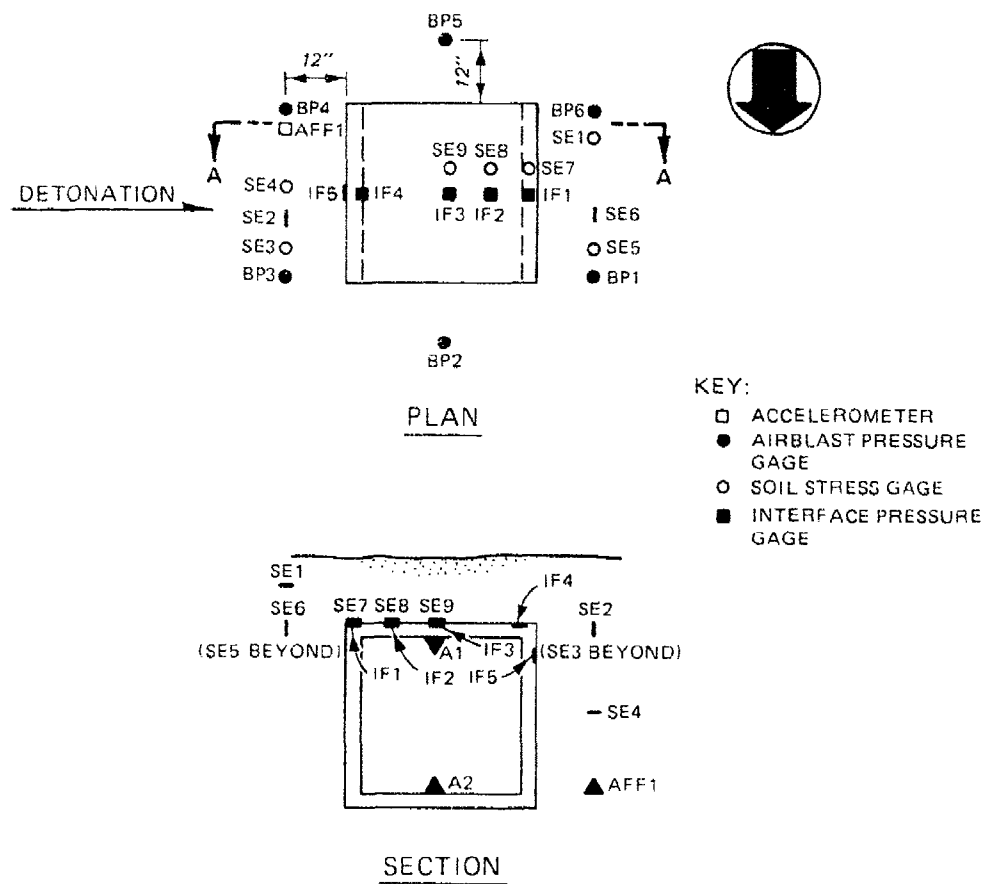 BP5
12"
12"
BP4
BP6
AFF1
SE1
A
SE9 SE8
SE7
A
SE4
IF5
IF4
IF3 IF2
IF1
DETONATION
SE2
SE6
SE3
SE5
BP3
BP1
BP2
PLAN
KEY:
ACCELEROMETER
AIRBLAST PRESSURE
GAGE
SOIL STRESS GAGE
INTERFACE PRESSURE
GAGE
SE1
IF4
SE6
SE7 SE8 SE9
SE2
(SE5 BEYOND)
A1
IF3
(SE3 BEYOND)
IF1
IF2
IF5
SE4
A2
AFF1
SECTION